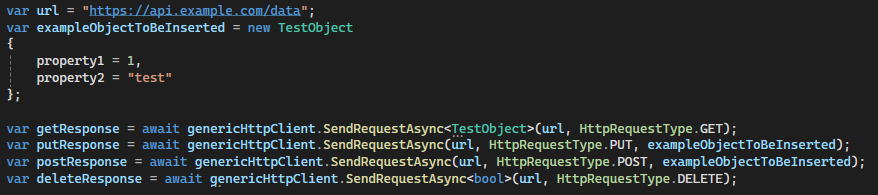 var url = "https://api.example.com/data";
var exampleObjectToBeInserted = new TestObject
{
    property1 = 1,
    property2 = "test"
};

var getResponse = await genericHttpClient.SendRequestAsync<TestObject>(url, HttpRequestType.GET);
var putResponse = await genericHttpClient.SendRequestAsync(url, HttpRequestType.PUT, exampleObjectToBeInserted);
var postResponse = await genericHttpClient.SendRequestAsync(url, HttpRequestType.POST, exampleObjectToBeInserted);
var deleteResponse = await genericHttpClient.SendRequestAsync<bool>(url, HttpRequestType.DELETE);